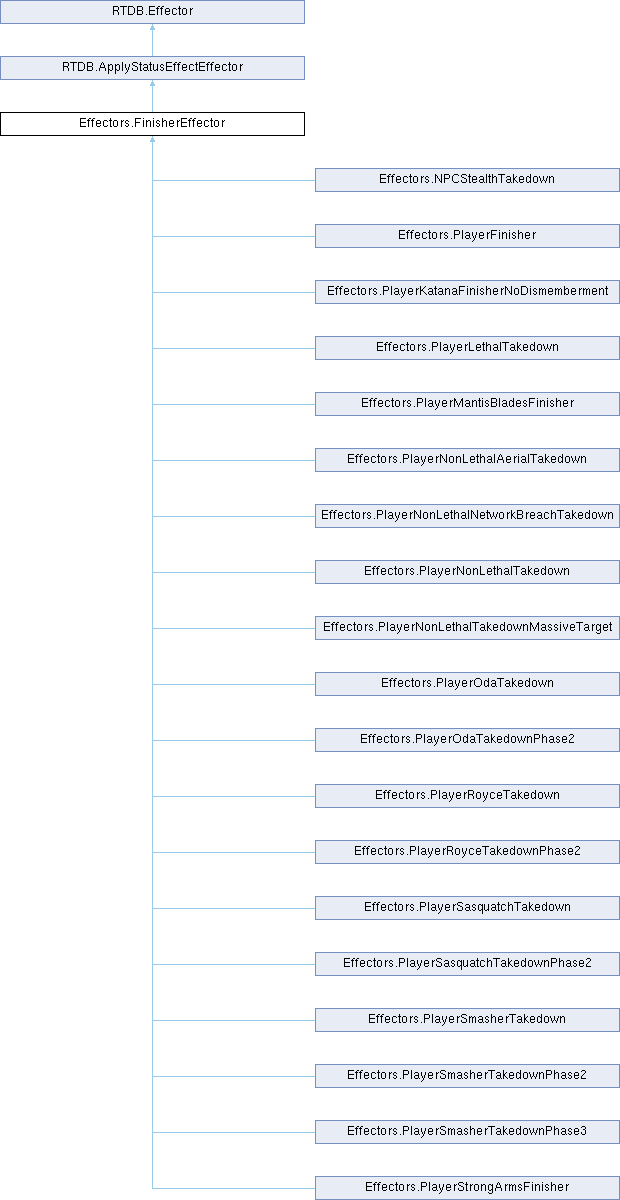 RTDB.Effector
RTDB.ApplyStatusEffectEffector
Effectors.FinisherEffector
Effectors.NPCStealthTakedown
Effectors.PlayerFinisher
Effectors.PlayerKatanaFinisherNoDismemberment
Effectors.PlayerLethalTakedown
Effectors.PlayerMantisBladesFinisher
Effectors.PlayerNonLethalAerialTakedown
Effectors.PlayerNonLethalNetworkBreachTakedown
Effectors.PlayerNonLethalTakedown
Effectors.PlayerNonLethalTakedownMassiveTarget
Effectors.PlayerOdaTakedown
Effectors.PlayerOdaTakedownPhase2
Effectors.PlayerRoyceTakedown
Effectors.PlayerRoyceTakedownPhase2
Effectors.PlayerSasquatchTakedown
Effectors.PlayerSasquatchTakedownPhase2
Effectors.PlayerSmasherTakedown
Effectors.PlayerSmasherTakedownPhase2
Effectors.PlayerSmasherTakedownPhase3
Effectors.PlayerStrongArmsFinisher